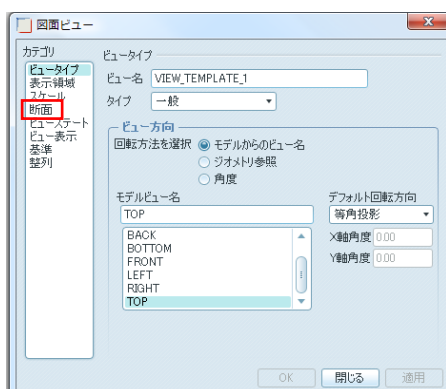 図面ビュー
カテゴリ
ビュータイプ
表示領域
スケール
断面
ビューステート
ビュー表示
基準
整列
ビュータイプ
ビュー名 VIEW_TEMPLATE_1
タイプ 一般
ビュー方向
回転方法を選択 モデルからのビュー名
ジオメトリ参照
角度
モデルビュー名 デフォルト回転方向
TOP 等角投影
BACK X軸角度 0.00
BOTTOM Y軸角度 0.00
FRONT
LEFT
RIGHT
TOP
OK 閉じる 適用